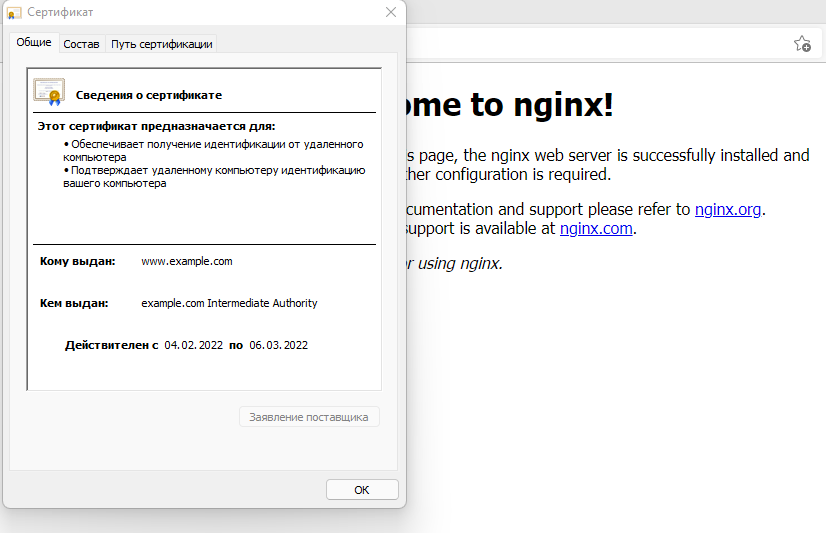 Сертификат
Общие Состав Путь сертификации
Сведения о сертификате
Этот сертификат предназначается для:
• Обеспечивает получение идентификации от удаленного
компьютера
• Подтверждает удаленному компьютеру идентификацию
вашего компьютера
Кому выдан: www.example.com
Кем выдан: example.com Intermediate Authority
Действителен с 04.02.2022 по 06.03.2022
Заявление поставщика
ОК
ome to nginx!
s page, the nginx web server is successfully installed and
her configuration is required.
cumentation and support please refer to nginx.org.
support is available at nginx.com.
r using nginx.